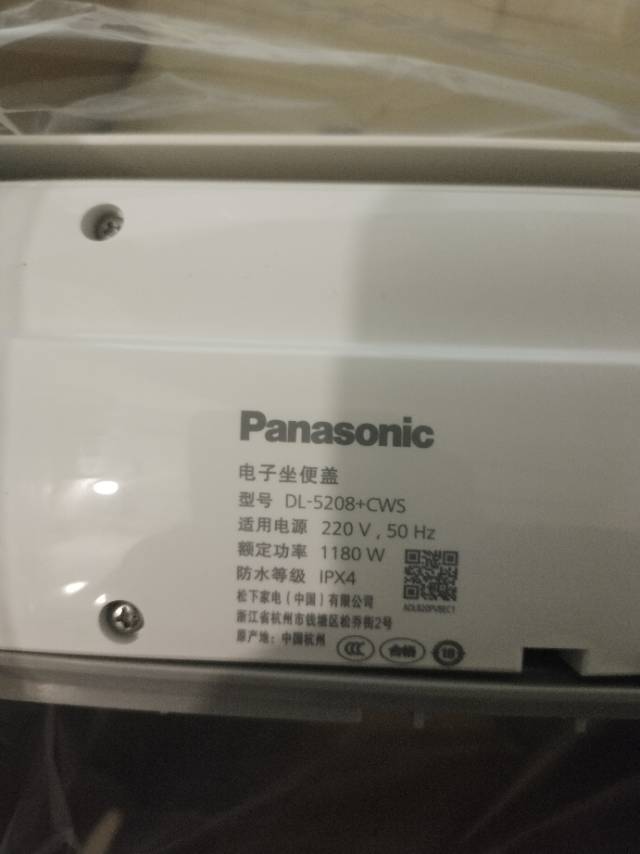 Panasonic
电子坐便盖
型号 DL-5208+CWS
适用电源 220 V , 50 Hz
额定功率 1180 W
防水等级 IPX4
松下家电（中国）有限公司
浙江省杭州市钱塘区松乔街2号
原产地：中国杭州
CCC 合格